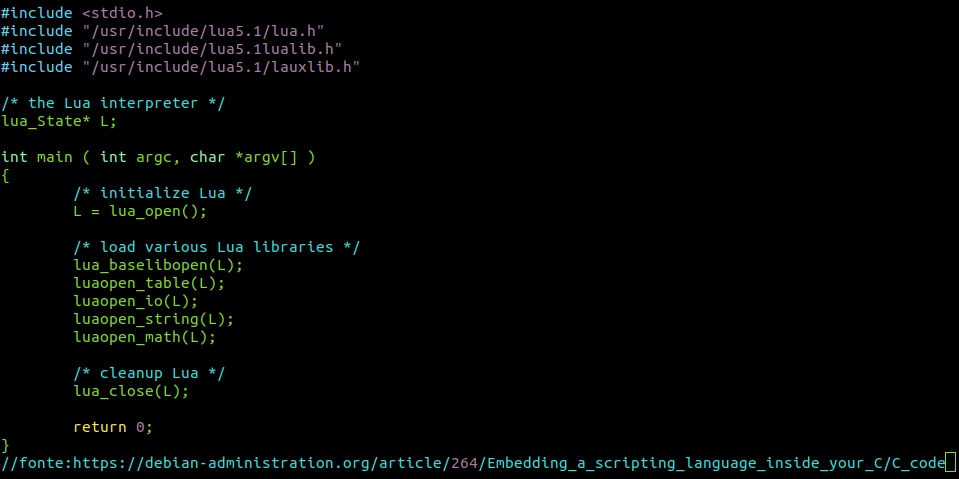 #include <stdio.h>
#include "/usr/include/lua5.1/lua.h"
#include "/usr/include/lua5.1lualib.h"
#include "/usr/include/lua5.1/lauxlib.h"

/* the Lua interpreter */
lua_State* L;

int main ( int argc, char *argv[] )
{
        /* initialize Lua */
        L = lua_open();

        /* load various Lua libraries */
        lua_baselibopen(L);
        luaopen_table(L);
        luaopen_io(L);
        luaopen_string(L);
        luaopen_math(L);

        /* cleanup Lua */
        lua_close(L);

        return 0;
}
//fonte:https://debian-administration.org/article/264/Embedding_a_scripting_language_inside_your_C/C_code